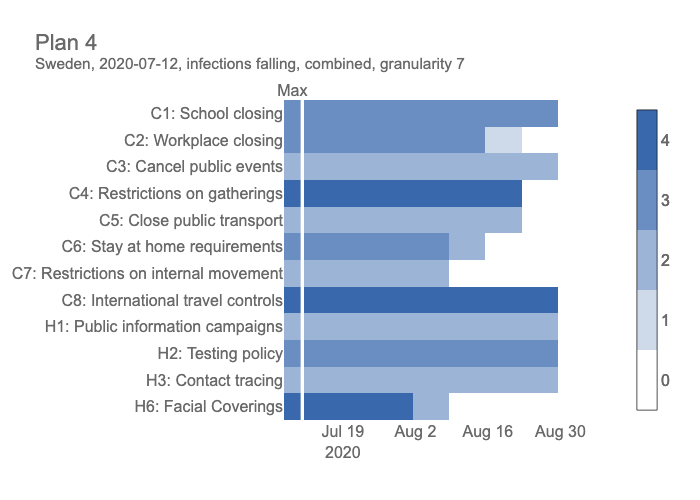 Plan 4
Sweden, 2020-07-12, infections falling, combined, granularity 7
Max
C1: School closing
C2: Workplace closing
C3: Cancel public events
C4: Restrictions on gatherings
C5: Close public transport
C6: Stay at home requirements
C7: Restrictions on internal movement
C8: International travel controls
H1: Public information campaigns
H2: Testing policy
H3: Contact tracing
H6: Facial Coverings
Jul 19 Aug 2 Aug 16 Aug 30
2020
4
3
2
1
0